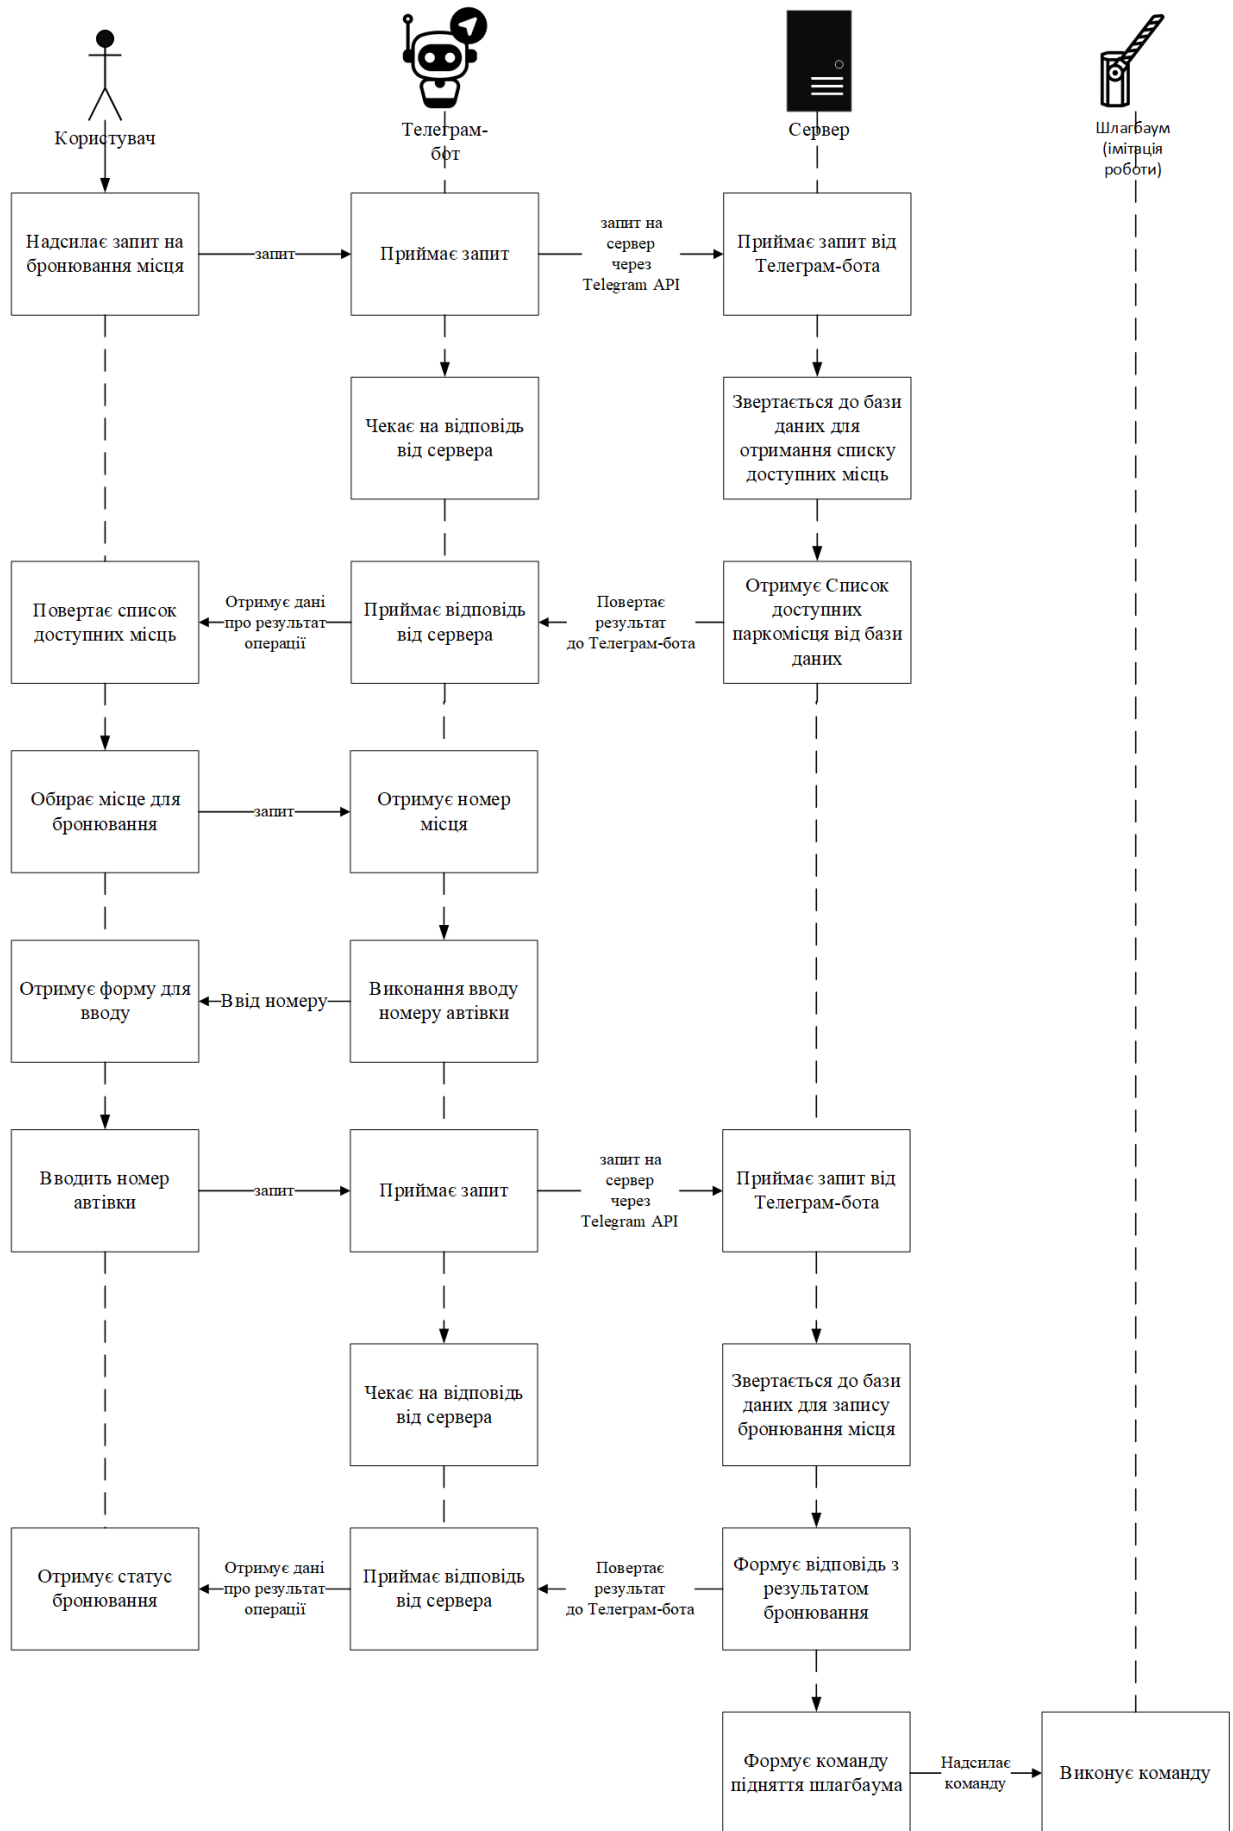 Користувач
Телеграм-
бот
Сервер
Шлагбаум
(імітація
роботи)
Надсилає запит на
бронювання місця
запит
Приймає запит
запит на
сервер
через
Telegram API
Приймає запит від
Телеграм-бота
Чекає на відповідь
від сервера
Звертається до бази
даних для
отримання списку
доступних місць
Повертає список
доступних місць
Отримує дані
про результат
операції
Приймає відповідь
від сервера
Повертає
результат
до Телеграм-бота
Отримує Список
доступних
паркомісця від бази
даних
Обирає місце для
бронювання
запит
Отримує номер
місця
Отримує форму для
вводу
Ввід номеру
Виконання вводу
номеру автівки
Вводить номер
автівки
запит
Приймає запит
запит на
сервер
через
Telegram API
Приймає запит від
Телеграм-бота
Чекає на відповідь
від сервера
Звертається до бази
даних для запису
бронювання місця
Отримує статус
бронювання
Отримує дані
про результат
операції
Приймає відповідь
від сервера
Повертає
результат
до Телеграм-бота
Формує відповідь з
результатом
бронювання
Формує команду
підняття шлагбаума
Надсилає
команду
Виконує команду